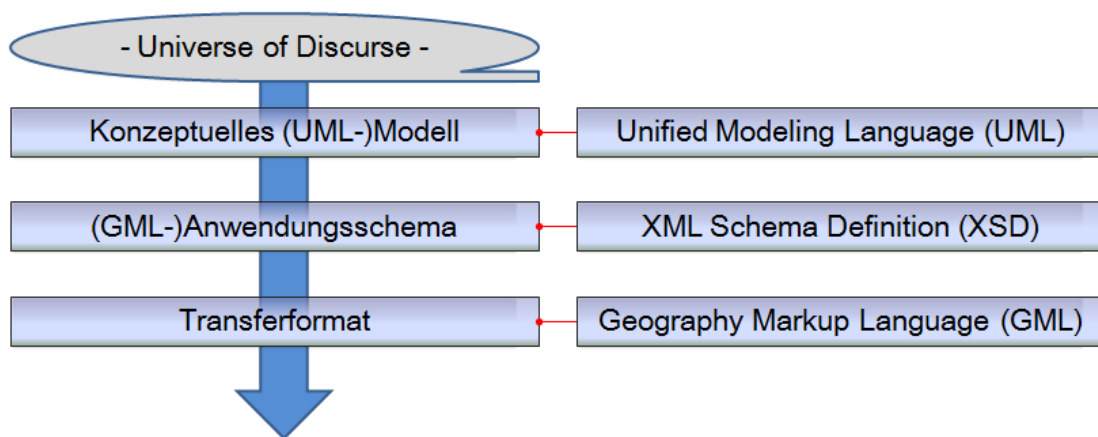 - Universe of Discurse -
Konzeptuelles (UML-)Modell
Unified Modeling Language (UML)
(GML-)Anwendungsschema
XML Schema Definition (XSD)
Transferformat
Geography Markup Language (GML)